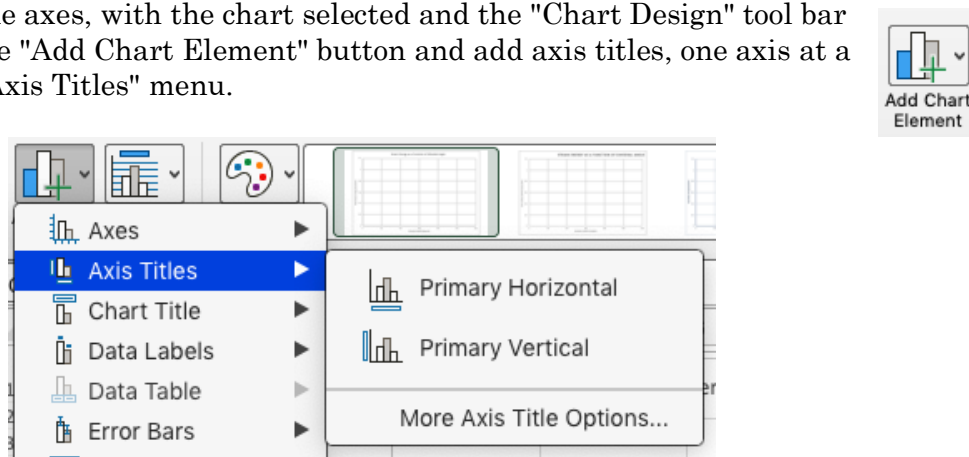 e axes, with the chart selected and the "Chart Design" tool bar
e "Add Chart Element" button and add axis titles, one axis at a
Axis Titles" menu.
Add Chart
Element
Axes
Axis Titles
Primary Horizontal
Chart Title
Primary Vertical
Data Labels
Data Table
More Axis Title Options...
Error Bars